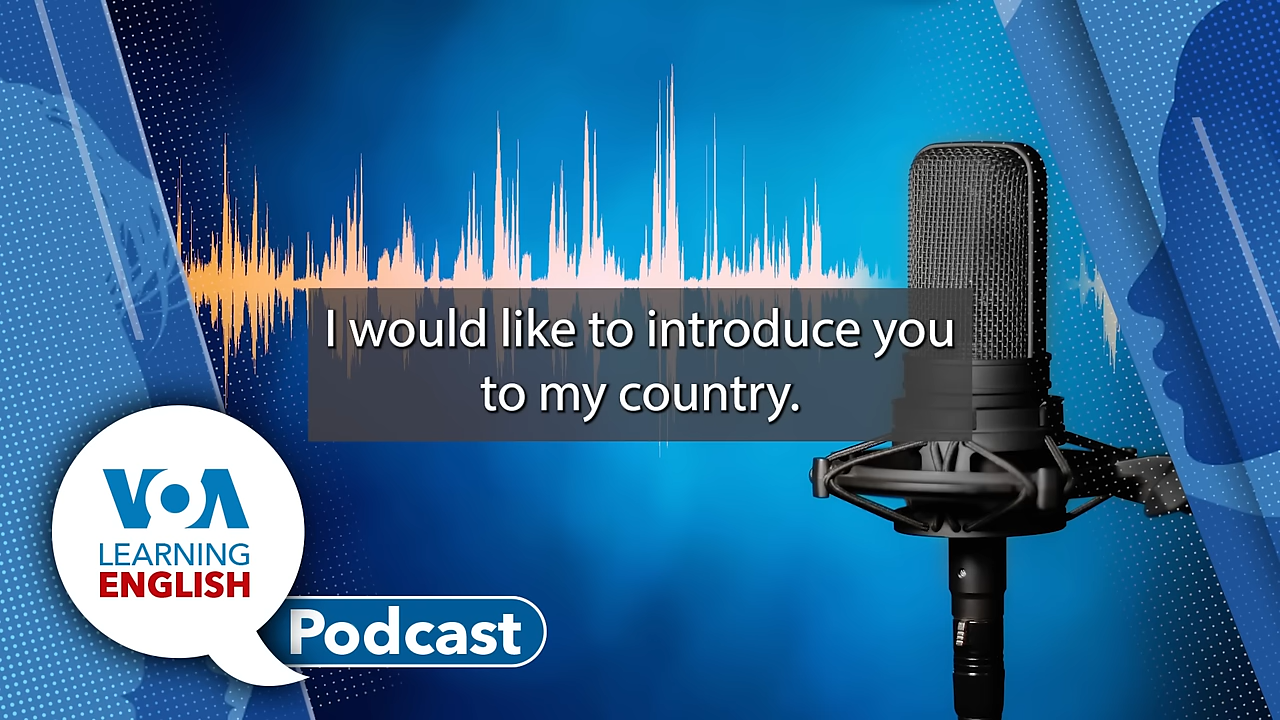 I would like to introduce you
to my country.
VOA
LEARNING
ENGLISH
Podcast